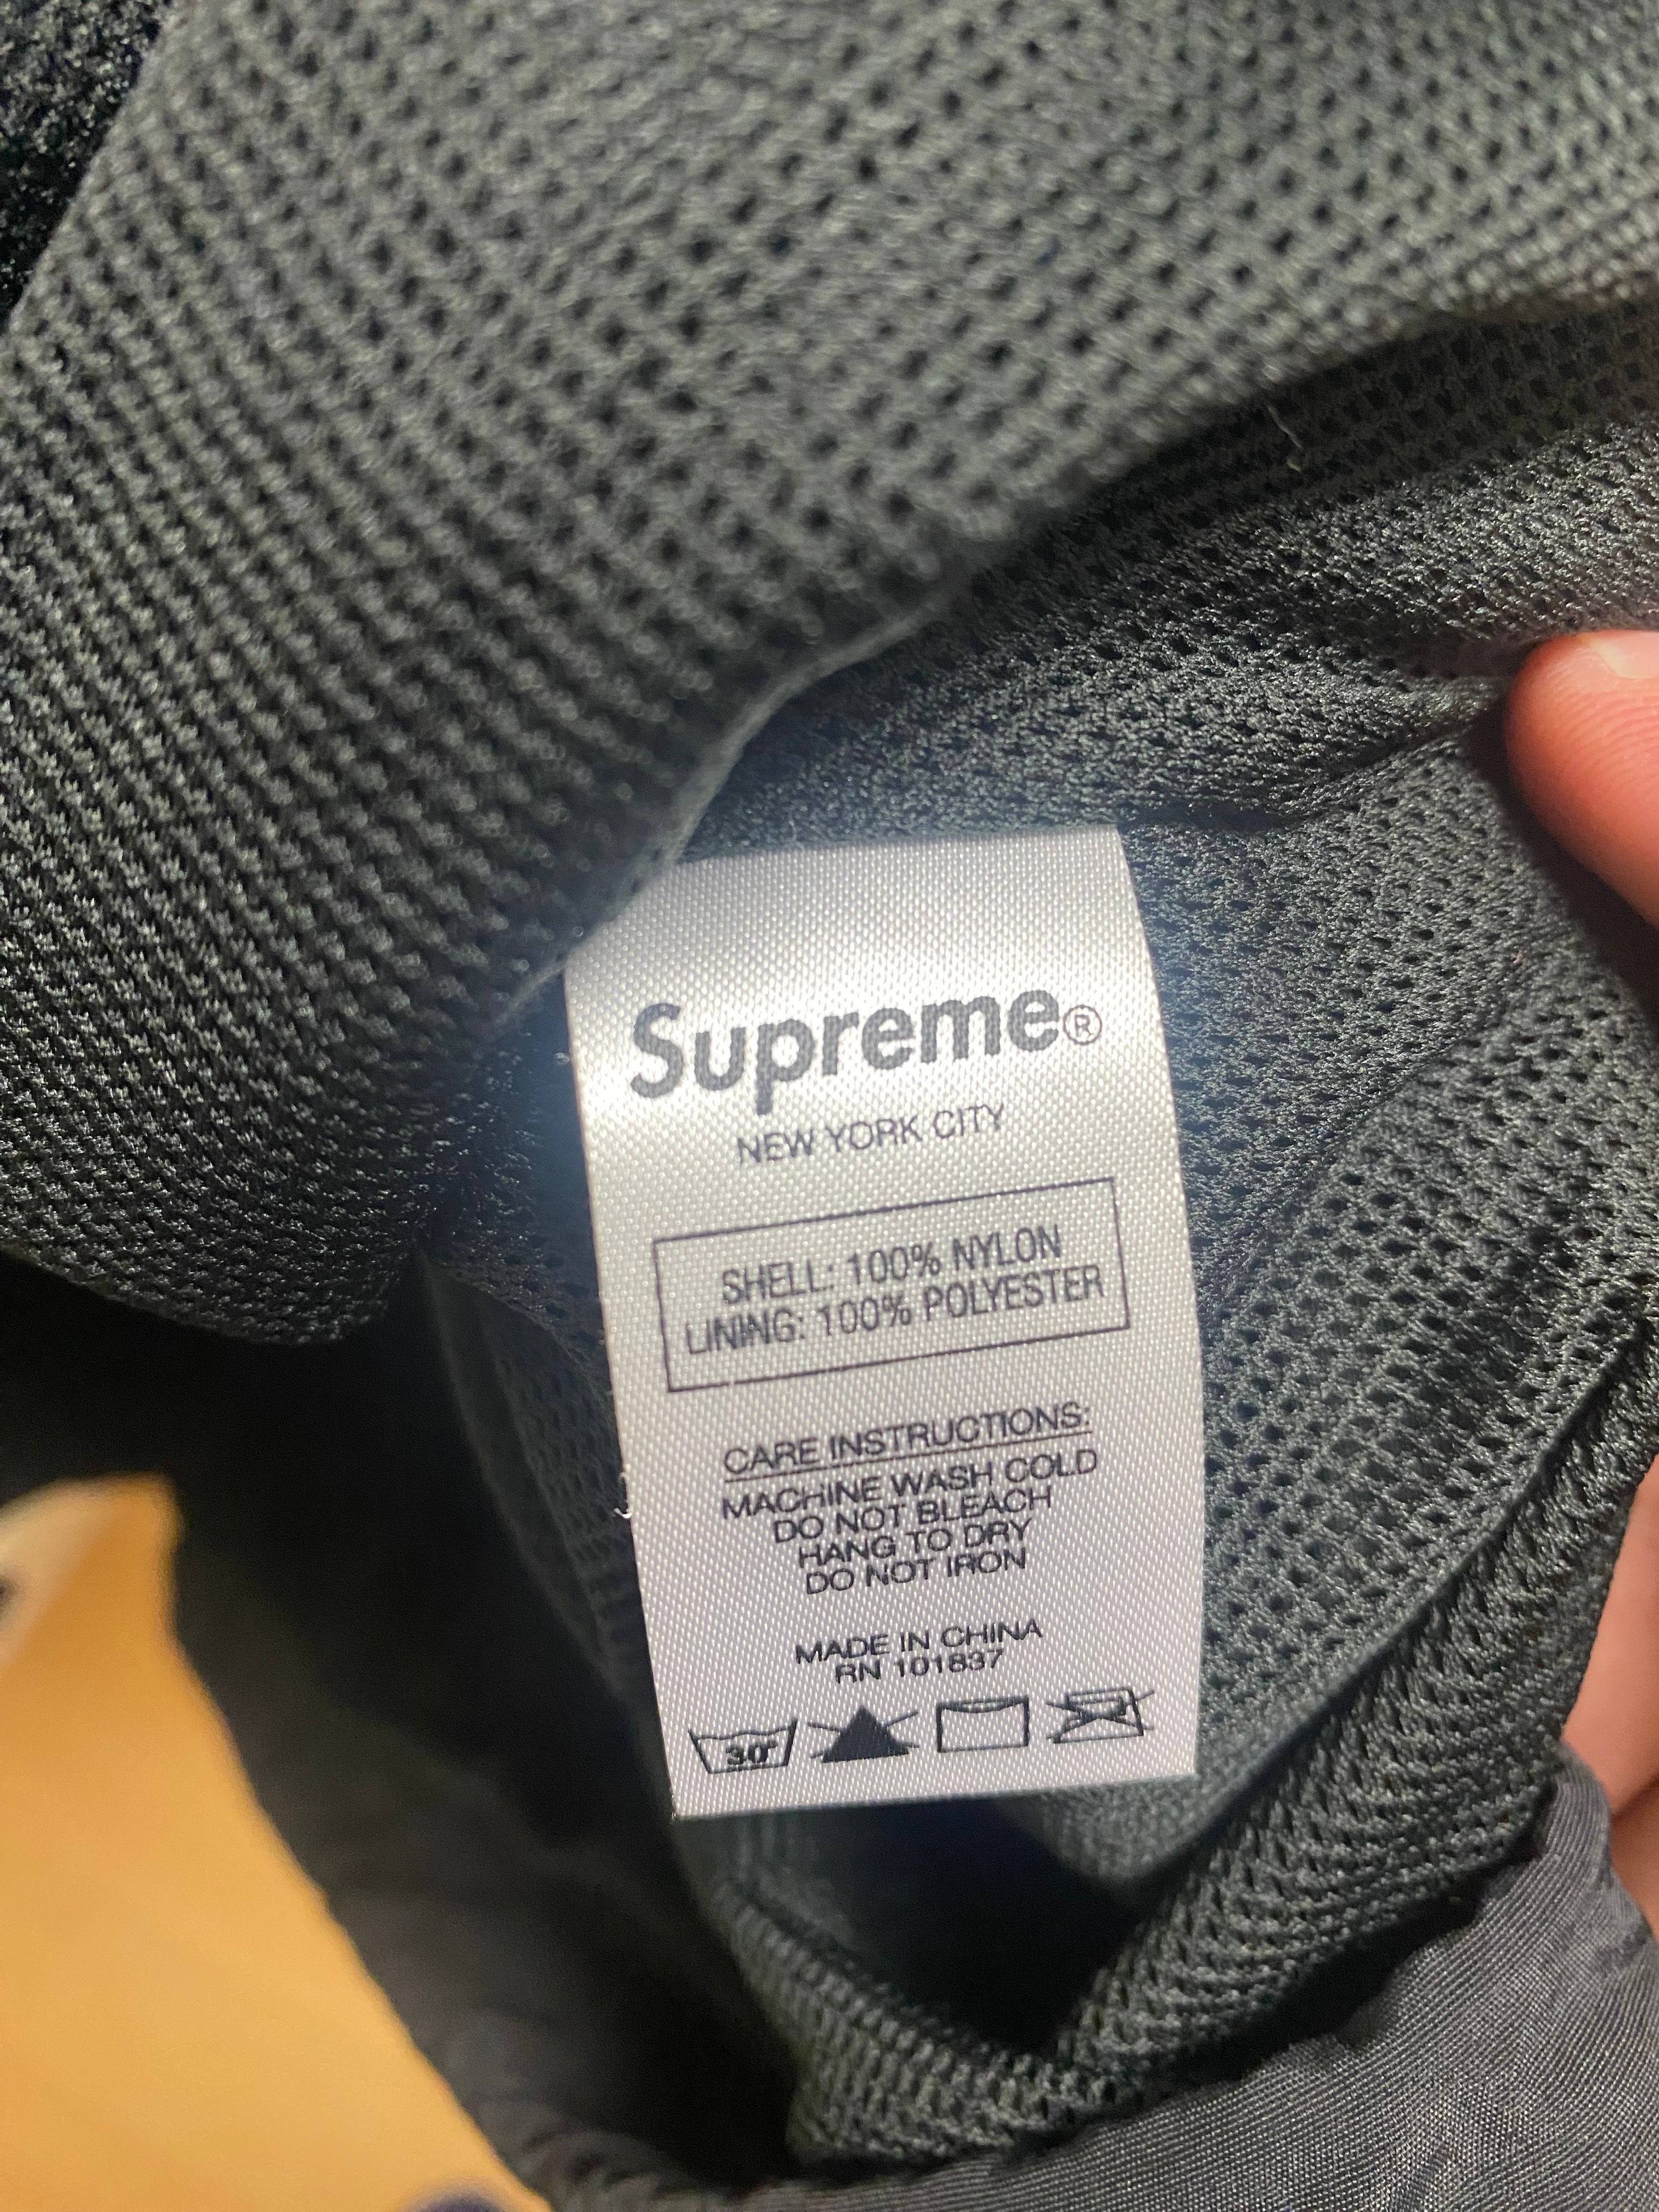 Supreme®
NEW YORK CITY
SHELL: 100% NYLON
LINING: 100% POLYESTER
CARE INSTRUCTIONS:
MACHINE WASH COLD
DO NOT BLEACH
HANG TO DRY
DO NOT IRON
MADE IN CHINA
RN 101837
30°